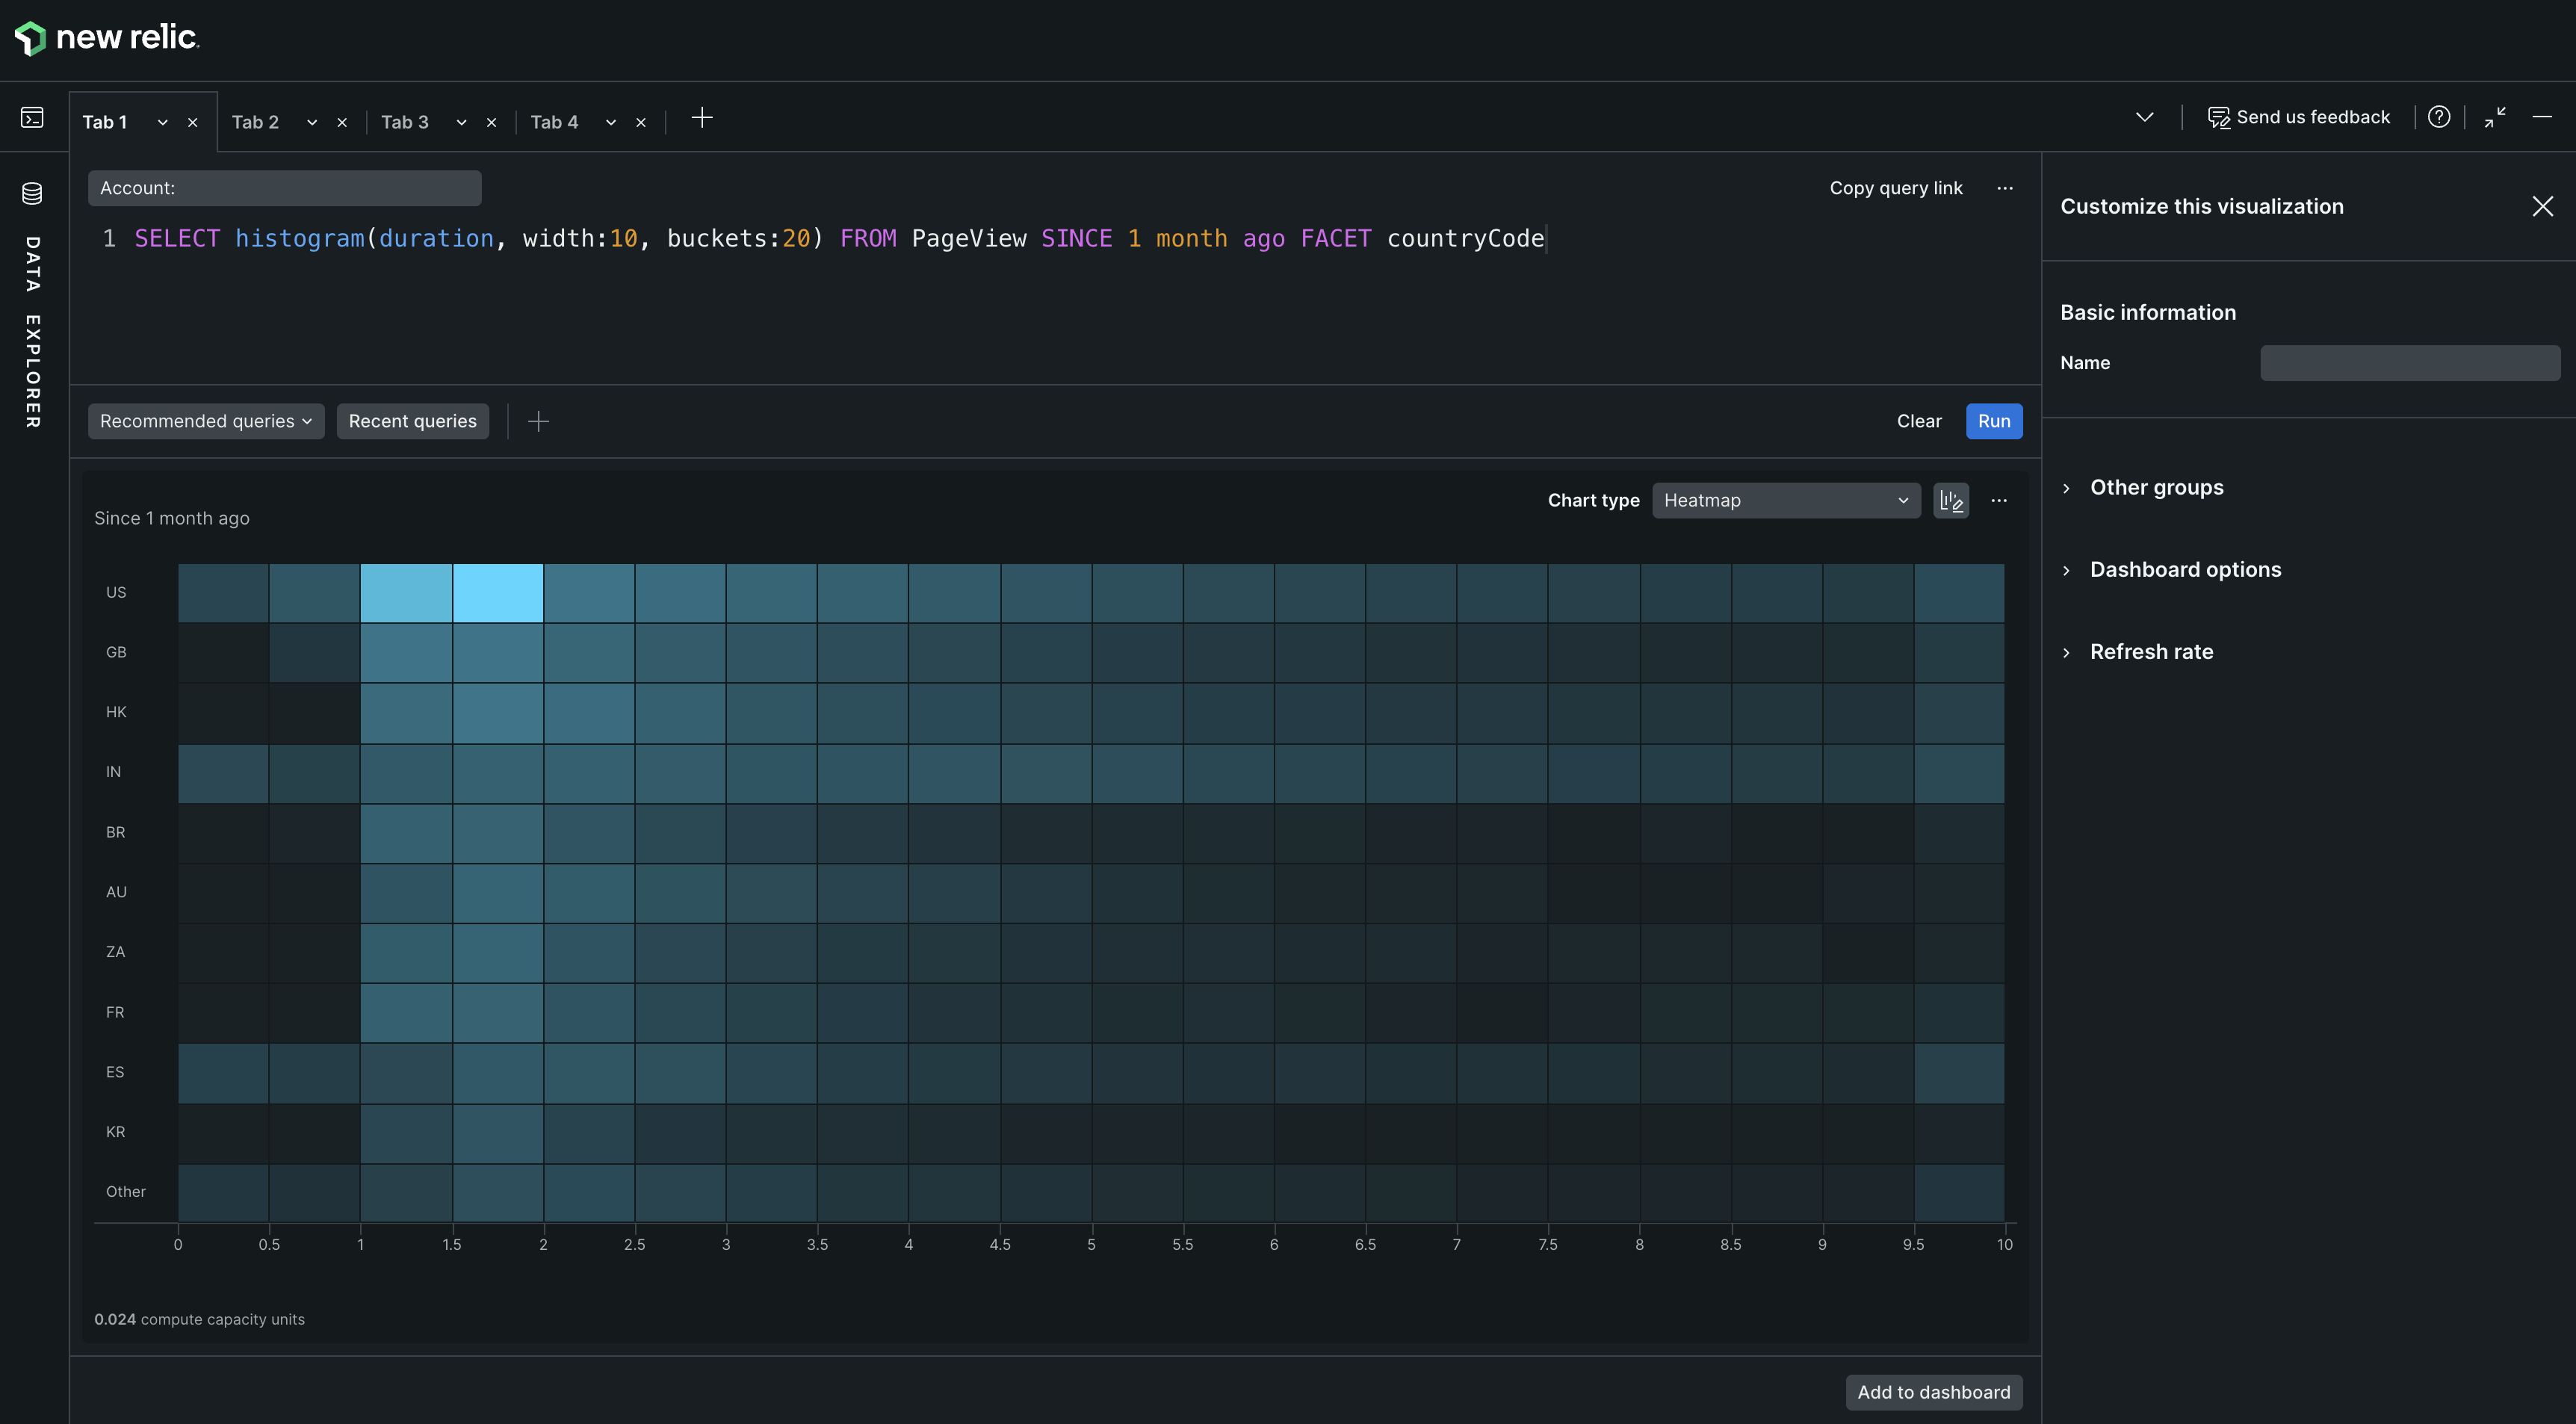 new relic
Tab 1
Tab 2
Tab 3
Tab 4
Send us feedback
DATA EXPLORER
Account:
Copy query link
1 SELECT histogram(duration, width:10, buckets:20) FROM PageView SINCE 1 month ago FACET countryCode
Recommended queries
Recent queries
Clear
Run
Since 1 month ago
Chart type
Heatmap
US
GB
HK
IN
BR
AU
ZA
FR
ES
KR
Other
0 0.5 1 1.5 2 2.5 3 3.5 4 4.5 5 5.5 6 6.5 7 7.5 8 8.5 9 9.5 10
0.024 compute capacity units
Add to dashboard
Customize this visualization
Basic information
Name
Other groups
Dashboard options
Refresh rate